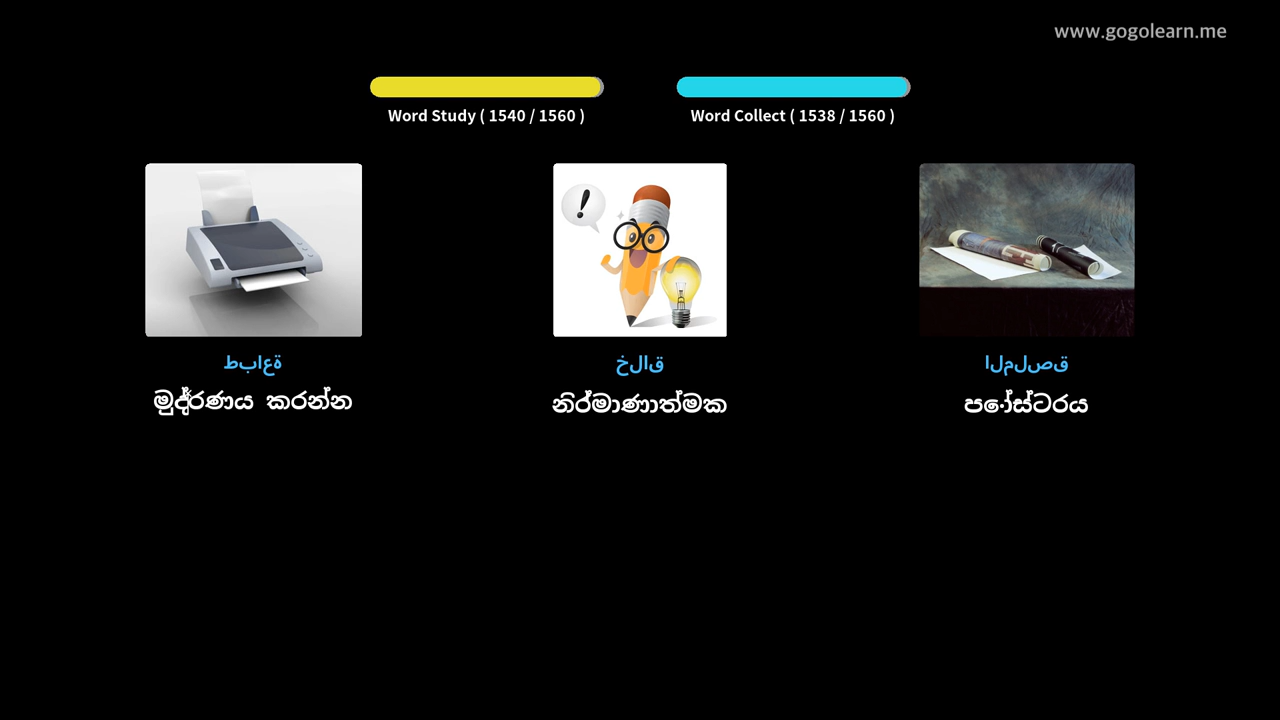 www.gogolearn.me
Word Study ( 1540 / 1560 )
Word Collect ( 1538 / 1560 )
طباعة
මුද්‍රණය කරන්න
خلاق
නිර්මාණාත්මක
الملصق
පෝස්ටරය